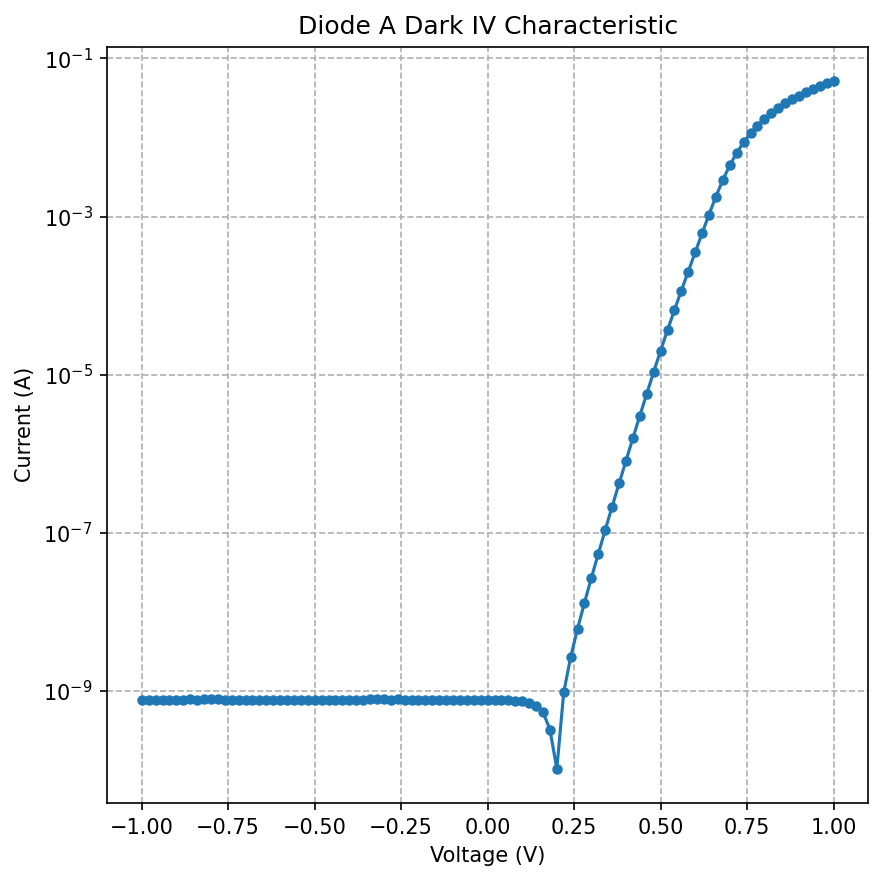 Diode A Dark IV Characteristic
Current (A)
10⁻¹
10⁻³
10⁻⁵
10⁻⁷
10⁻⁹
−1.00 −0.75 −0.50 −0.25 0.00 0.25 0.50 0.75 1.00
Voltage (V)